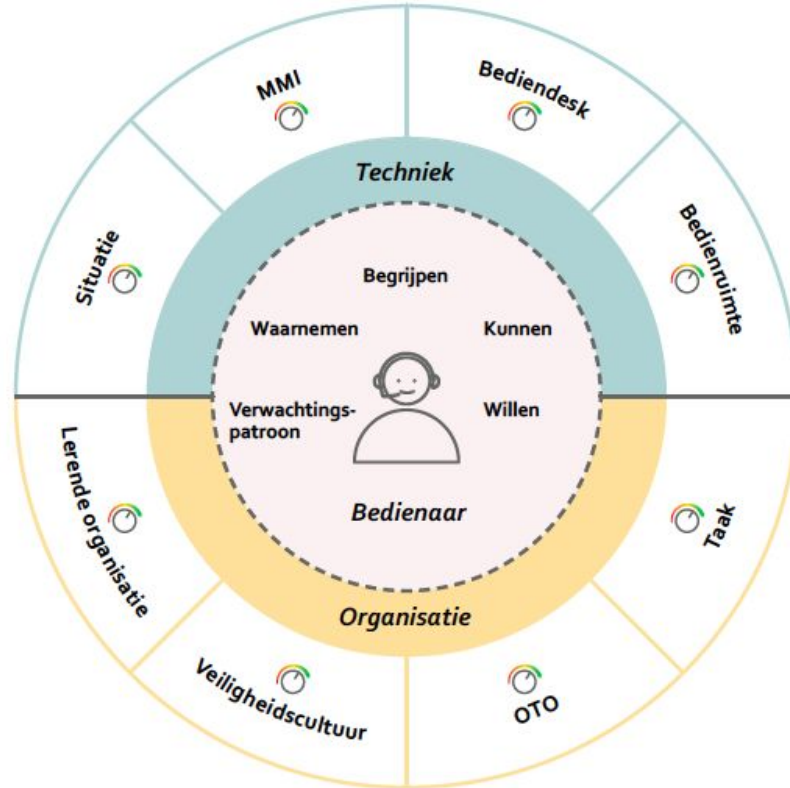 MMI
Bediendesk
Situatie
Techniek
Bedienruimte
Begrijpen
Waarnemen
Kunnen
Verwachtings-
patroon
Willen
Bedienaar
Lerende organisatie
Organisatie
Taak
Veiligheidscultuur
OTO